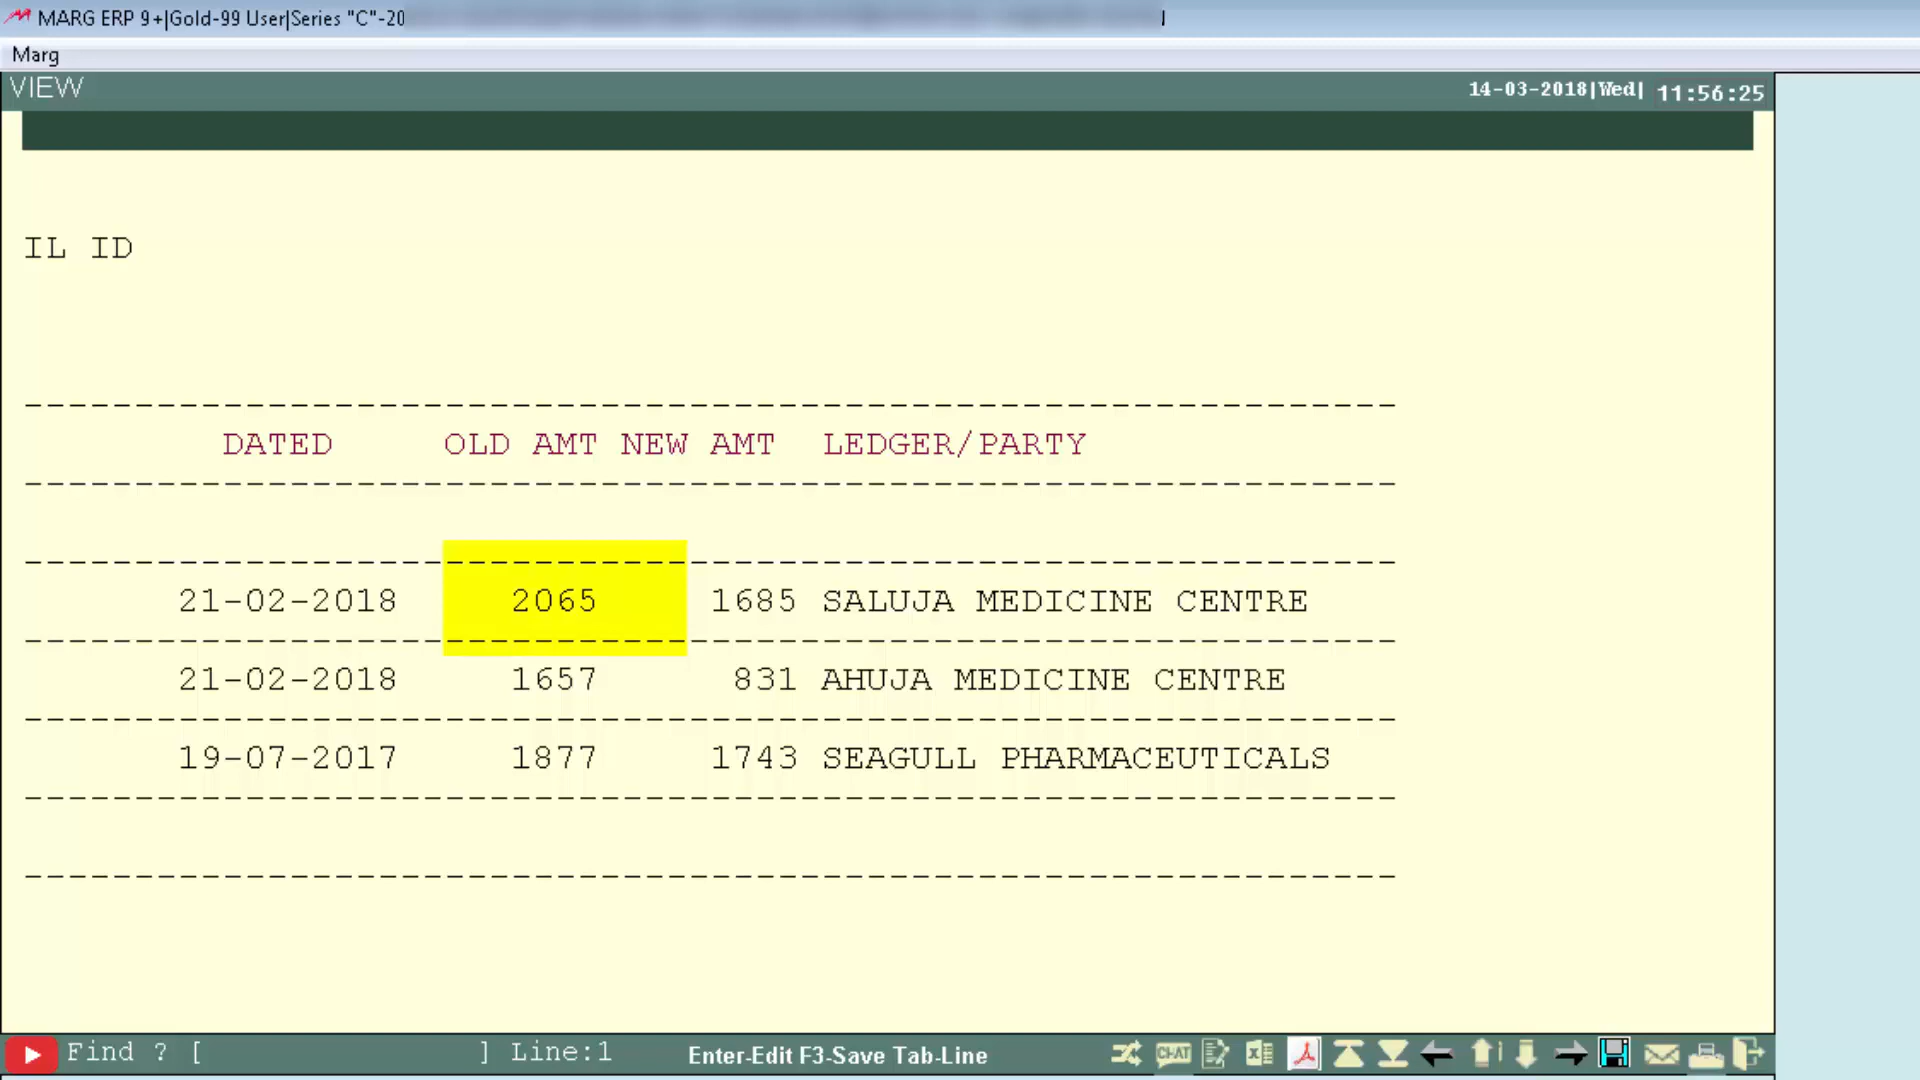 MARG ERP 9+|Gold-99 User|Series "C"-20
Marg
VIEW 14-03-2018|Wed| 11:56:25
IL ID
DATED OLD AMT NEW AMT LEDGER/PARTY
21-02-2018 2065 1685 SALUJA MEDICINE CENTRE
21-02-2018 1657 831 AHUJA MEDICINE CENTRE
19-07-2017 1877 1743 SEAGULL PHARMACEUTICALS
Find ? [ ] Line:1 Enter-Edit F3-Save Tab-Line CHAT